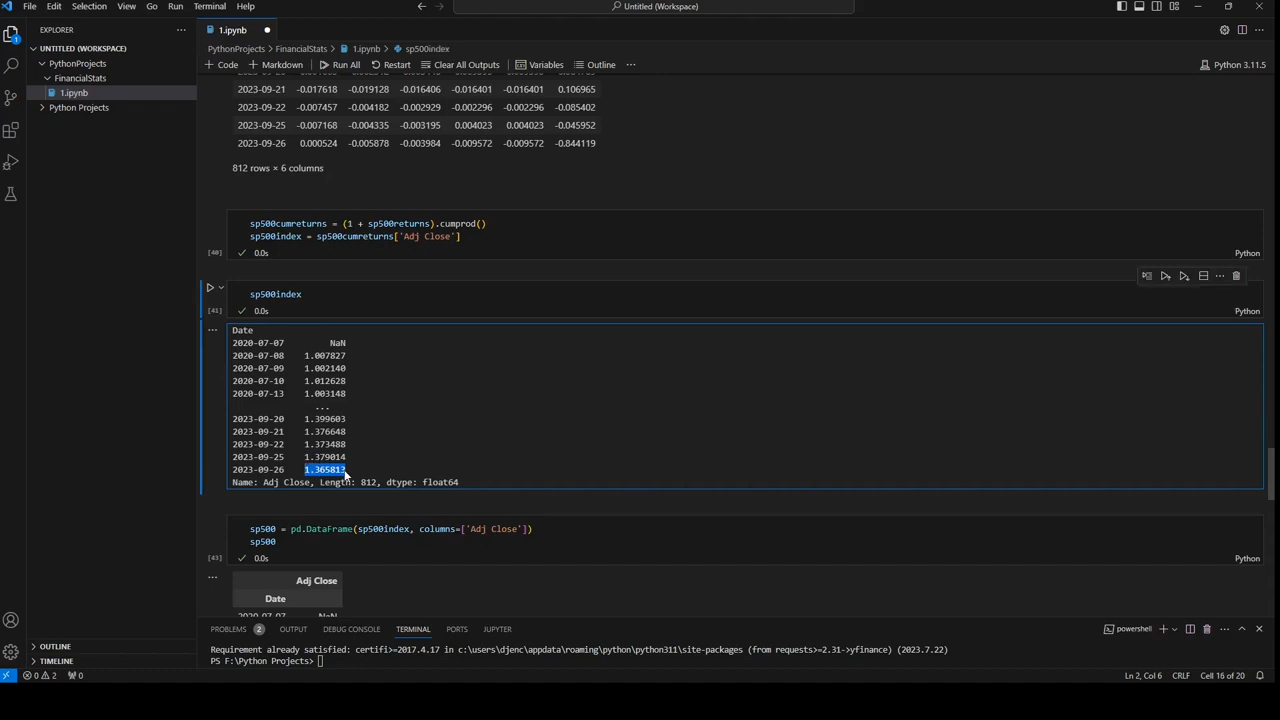 File Edit Selection View Go Run Terminal Help
Untitled (Workspace)
EXPLORER
UNTITLED (WORKSPACE)
PythonProjects
FinancialStats
1.ipynb
Python Projects
OUTLINE
TIMELINE
1
1.ipynb
PythonProjects > FinancialStats > 1.ipynb > sp500index
+ Code + Markdown Run All Restart Clear All Outputs Variables Outline ...
Python 3.11.5
2023-09-21 -0.017618 -0.019128 -0.016406 -0.016401 -0.016401 0.106965
2023-09-22 -0.007457 -0.004182 -0.002929 -0.002296 -0.002296 -0.085402
2023-09-25 -0.007168 -0.004335 -0.003195 0.004023 0.004023 -0.045952
2023-09-26 0.000524 -0.005878 -0.003984 -0.009572 -0.009572 -0.844119
812 rows × 6 columns
sp500cumreturns = (1 + sp500returns).cumprod()
sp500index = sp500cumreturns['Adj Close']
[40] 0.0s Python
sp500index
[41] 0.0s Python
Date
2020-07-07 NaN
2020-07-08 1.007827
2020-07-09 1.002140
2020-07-10 1.012628
2020-07-13 1.003148
...
2023-09-20 1.399603
2023-09-21 1.376648
2023-09-22 1.373488
2023-09-25 1.379014
2023-09-26 1.365813
Name: Adj Close, Length: 812, dtype: float64
sp500 = pd.DataFrame(sp500index, columns=['Adj Close'])
sp500
[43] 0.0s Python
Adj Close
Date
2020-07-07 NaN
PROBLEMS 2 OUTPUT DEBUG CONSOLE TERMINAL PORTS JUPYTER
powershell
Requirement already satisfied: certifi>=2017.4.17 in c:\users\djenc\appdata\roaming\python\python311\site-packages (from requests>=2.31->yfinance) (2023.7.22)
PS F:\Python Projects>
0 2 0
Ln 2, Col 6 CRLF Cell 16 of 20